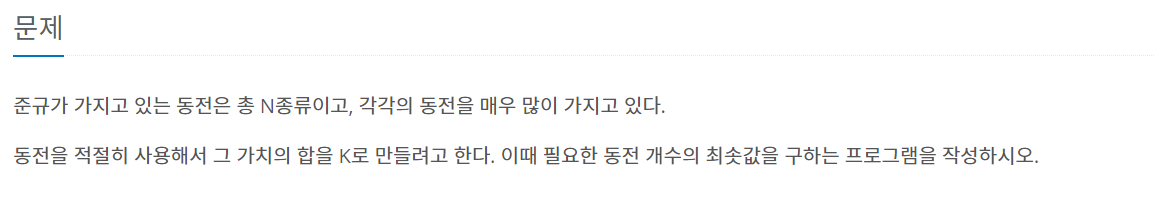 문제
준규가 가지고 있는 동전은 총 N종류이고, 각각의 동전을 매우 많이 가지고 있다.
동전을 적절히 사용해서 그 가치의 합을 K로 만들려고 한다. 이때 필요한 동전 개수의 최솟값을 구하는 프로그램을 작성하시오.